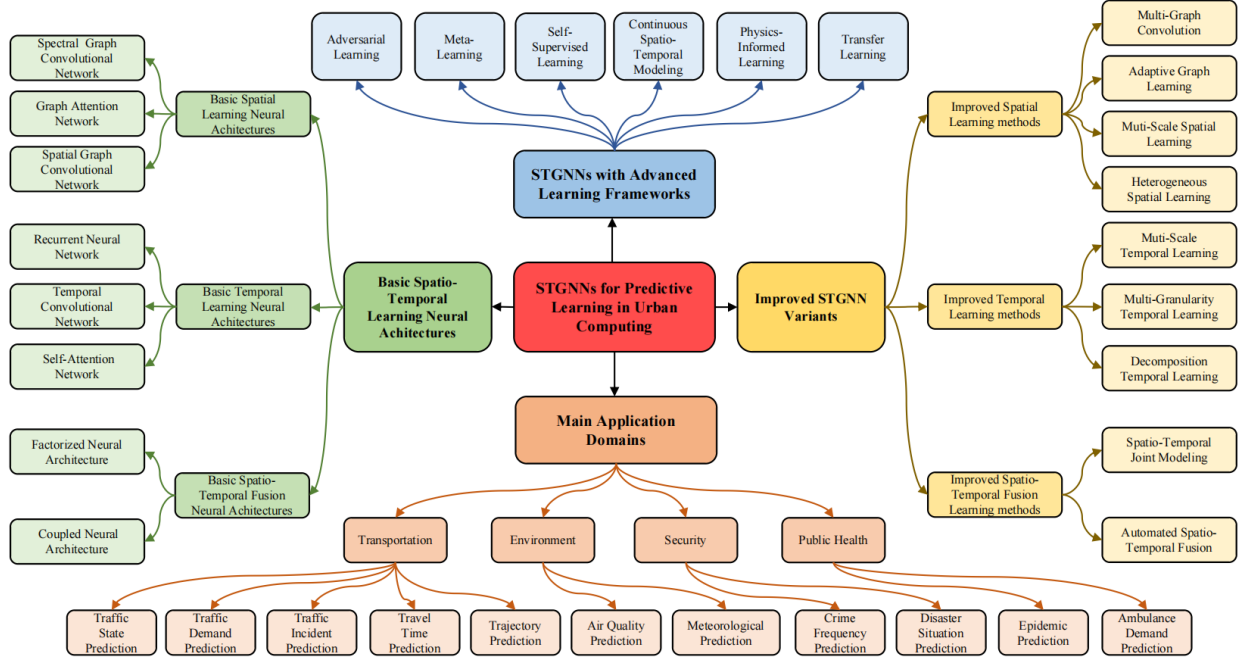 Adversarial
Learning
Meta-
Learning
Self-
Supervised
Learning
Continuous
Spatio-
Temporal
Modeling
Physics-
Informed
Learning
Transfer
Learning
STGNNs with Advanced
Learning Frameworks
Spectral Graph
Convolutional
Network
Graph Attention
Network
Spatial Graph
Convolutional
Network
Basic Spatial
Learning Neural
Achitectures
Recurrent Neural
Network
Temporal
Convolutional
Network
Self-Attention
Network
Basic Temporal
Learning Neural
Achitectures
Factorized Neural
Architecture
Coupled Neural
Architecture
Basic Spatio-
Temporal Fusion
Neural Achitectures
Basic Spatio-
Temporal
Learning Neural
Achitectures
STGNNs for Predictive
Learning in Urban
Computing
Improved STGNN
Variants
Improved Spatial
Learning methods
Multi-Graph
Convolution
Adaptive Graph
Learning
Muti-Scale Spatial
Learning
Heterogeneous
Spatial Learning
Improved Temporal
Learning methods
Muti-Scale
Temporal Learning
Multi-Granularity
Temporal Learning
Decomposition
Temporal Learning
Improved Spatio-
Temporal Fusion
Learning methods
Spatio-Temporal
Joint Modeling
Automated Spatio-
Temporal Fusion
Main Application
Domains
Transportation
Environment
Security
Public Health
Traffic
State
Prediction
Traffic
Demand
Prediction
Traffic
Incident
Prediction
Travel
Time
Prediction
Trajectory
Prediction
Air Quality
Prediction
Meteorological
Prediction
Crime
Frequency
Prediction
Disaster
Situation
Prediction
Epidemic
Prediction
Ambulance
Demand
Prediction